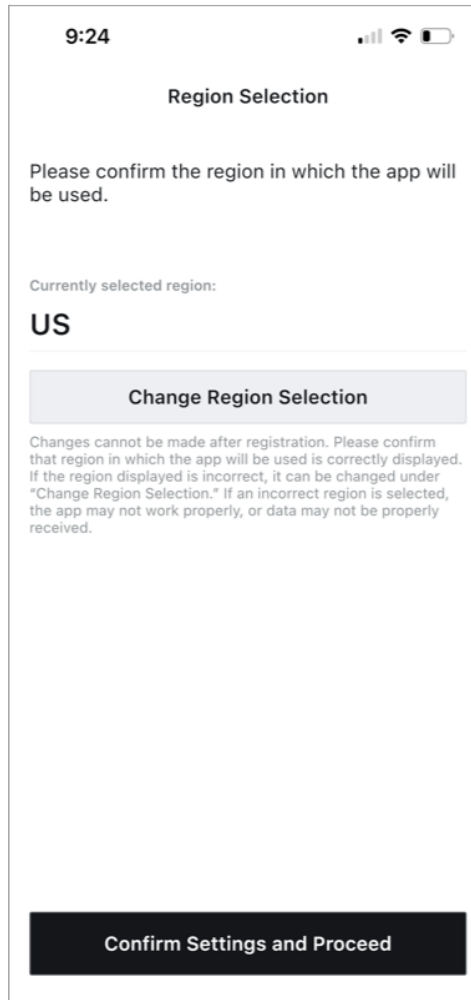 9:24
Region Selection
Please confirm the region in which the app will
be used.
Currently selected region:
US
Change Region Selection
Changes cannot be made after registration. Please confirm
that region in which the app will be used is correctly displayed.
If the region displayed is incorrect, it can be changed under
“Change Region Selection.” If an incorrect region is selected,
the app may not work properly, or data may not be properly
received.
Confirm Settings and Proceed